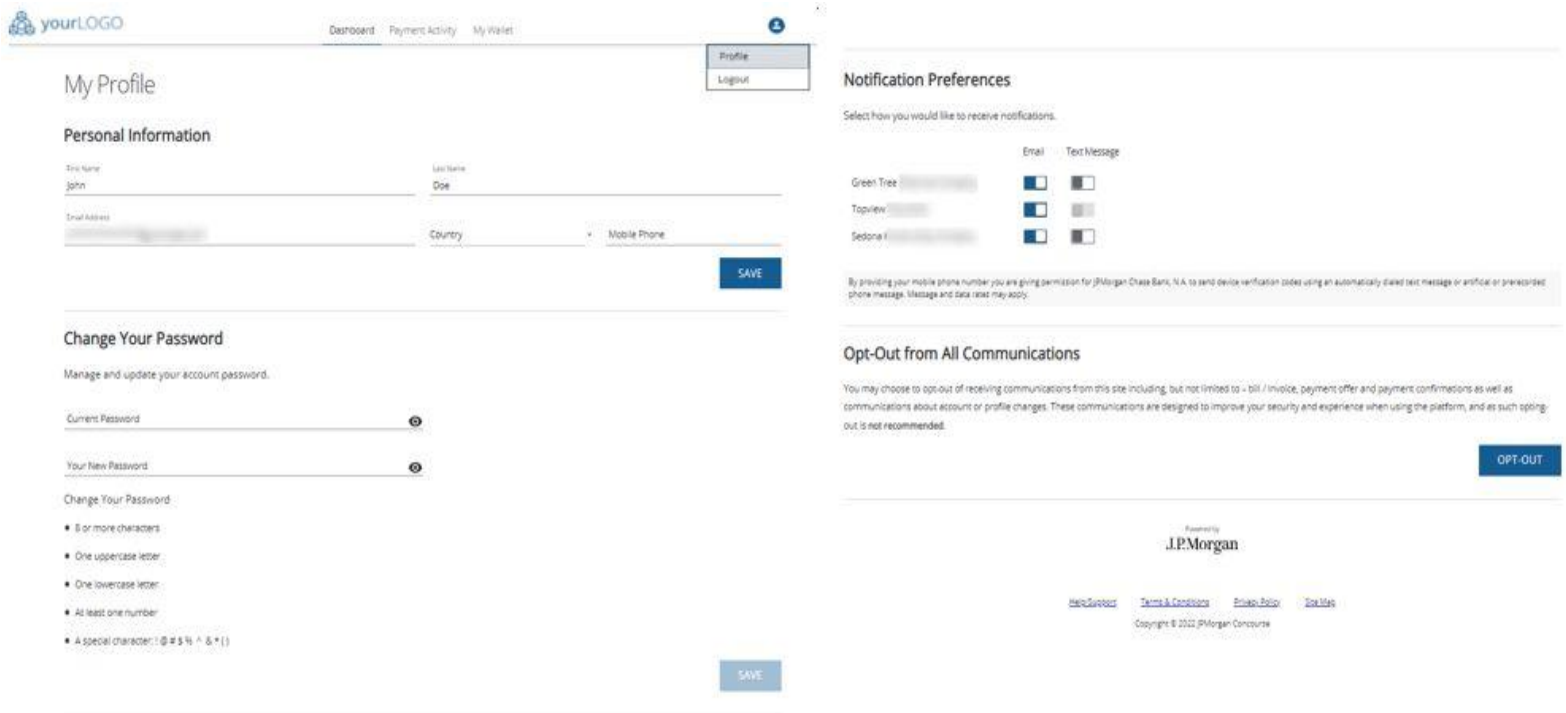 yourLOGO
Dashboard Payment Activity My Wallet
Profile
Logout
My Profile
Personal Information
First Name Last Name
John Doe
Email Address
Country Mobile Phone
SAVE
Change Your Password
Manage and update your account password.
Current Password
Your New Password
Change Your Password
8 or more characters
One uppercase letter
One lowercase letter
At least one number
A special character: ! @ # $ % ^ & * ( )
SAVE
Notification Preferences
Select how you would like to receive notifications.
Email Text Message
Green Tree
Topview
Sedona
By providing your mobile phone number you are giving permission for JPMorgan Chase Bank, N.A. to send device verification codes using an automatically dialed text message or artificial or prerecorded
phone message. Message and data rates may apply.
Opt-Out from All Communications
You may choose to opt-out of receiving communications from this site including, but not limited to – bill / invoice, payment offer and payment confirmations as well as
communications about account or profile changes. These communications are designed to improve your security and experience when using the platform, and as such opting-
out is not recommended.
OPT-OUT
Powered by
J.P.Morgan
Help/Support Terms & Conditions Privacy Policy Site Map
Copyright © 2022 JPMorgan Concourse